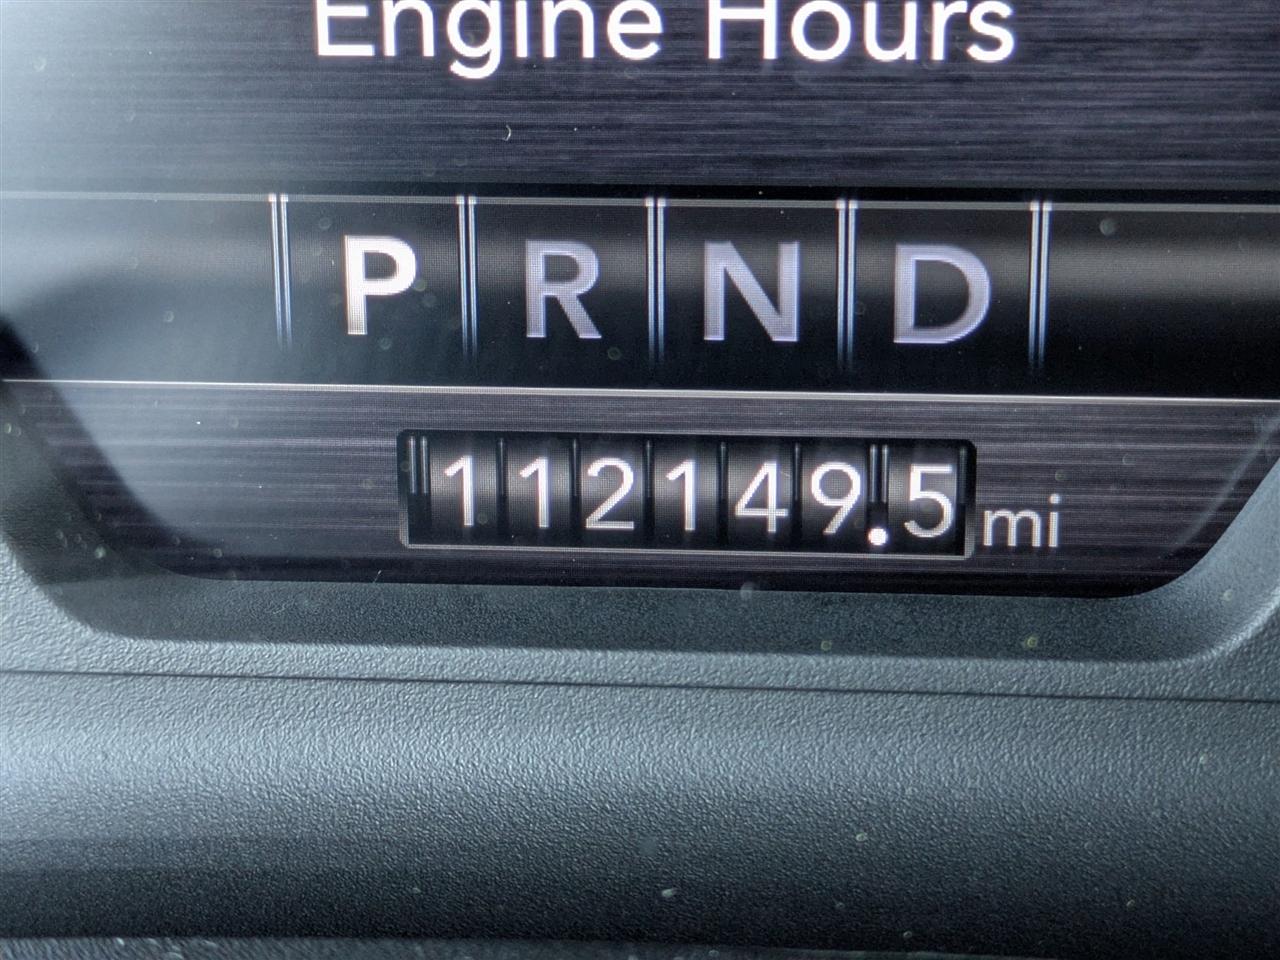 Engine Hours
P R N D
112149.5 mi